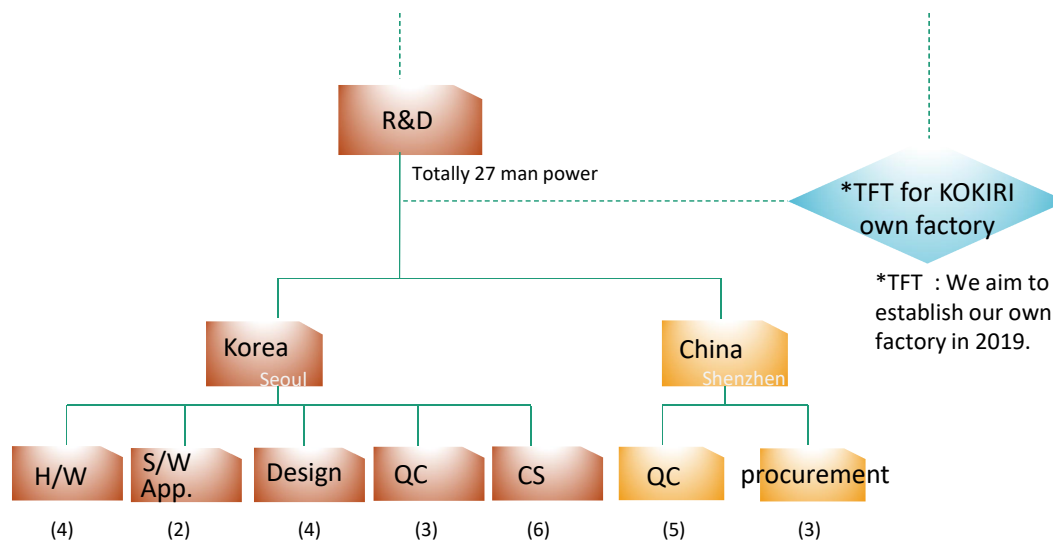 R&D
Totally 27 man power
*TFT for KOKIRI
own factory
*TFT : We aim to
establish our own
factory in 2019.
Korea
Seoul
China
Shenzhen
H/W
S/W
App.
Design
QC
CS
QC
procurement
(4)
(2)
(4)
(3)
(6)
(5)
(3)